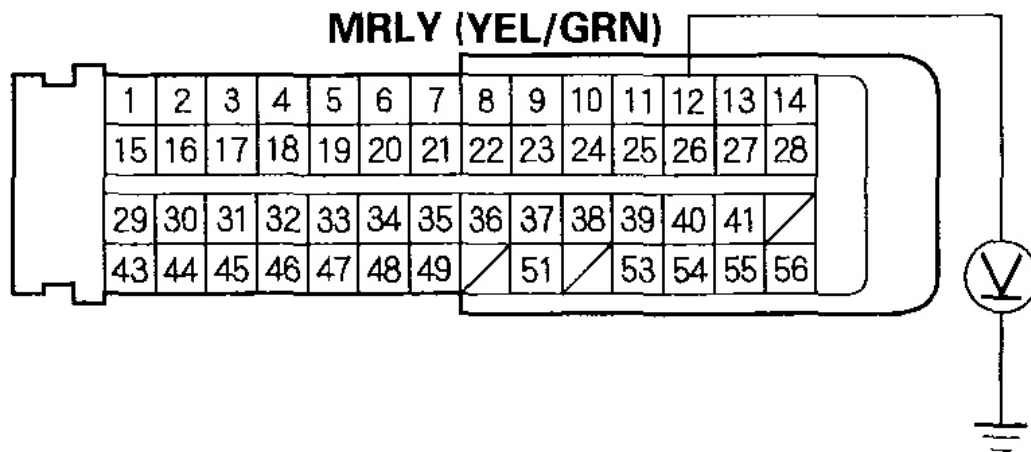 MRLY (YEL/GRN)
1 2 3 4 5 6 7 8 9 10 11 12 13 14
15 16 17 18 19 20 21 22 23 24 25 26 27 28
29 30 31 32 33 34 35 36 37 38 39 40 41
43 44 45 46 47 48 49 51 53 54 55 56
V